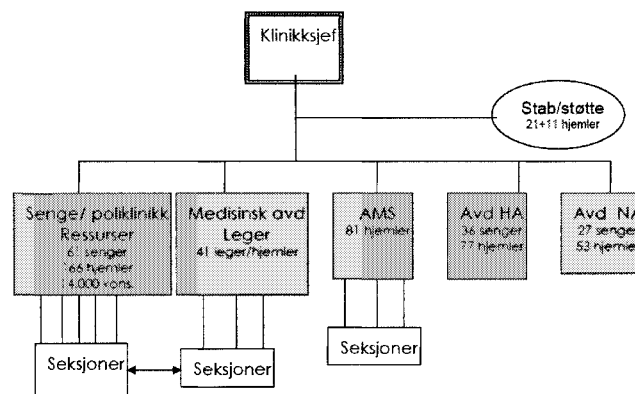 Klinikksjef
Stab/støtte
21+11 hjemler
Senge/ poliklinikk
Ressurser
61 senger
166 hjemler
14.000 kons.
Medisinsk avd
Leger
41 leger/hjemler
AMS
81 hjemler
Avd HA
36 senger
77 hjemler
Avd NA
27 senger
53 hjemler
Seksjoner
Seksjoner
Seksjoner